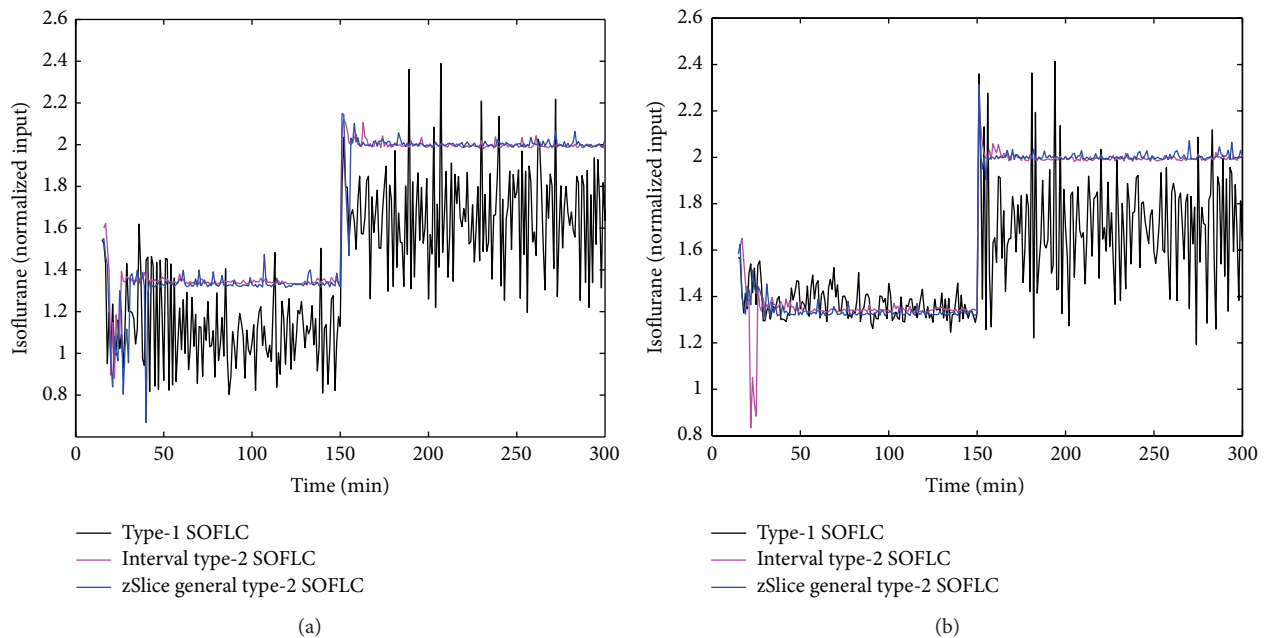 2.6
2.4
2.2
2
1.8
1.6
1.4
1.2
1
0.8
Isoflurane (normalized input)
0
50
100
150
200
250
300
Time (min)
Type-1 SOFLC
Interval type-2 SOFLC
zSlice general type-2 SOFLC
(a)
2.6
2.4
2.2
2
1.8
1.6
1.4
1.2
1
0.8
Isoflurane (normalized input)
0
50
100
150
200
250
300
Time (min)
Type-1 SOFLC
Interval type-2 SOFLC
zSlice general type-2 SOFLC
(b)